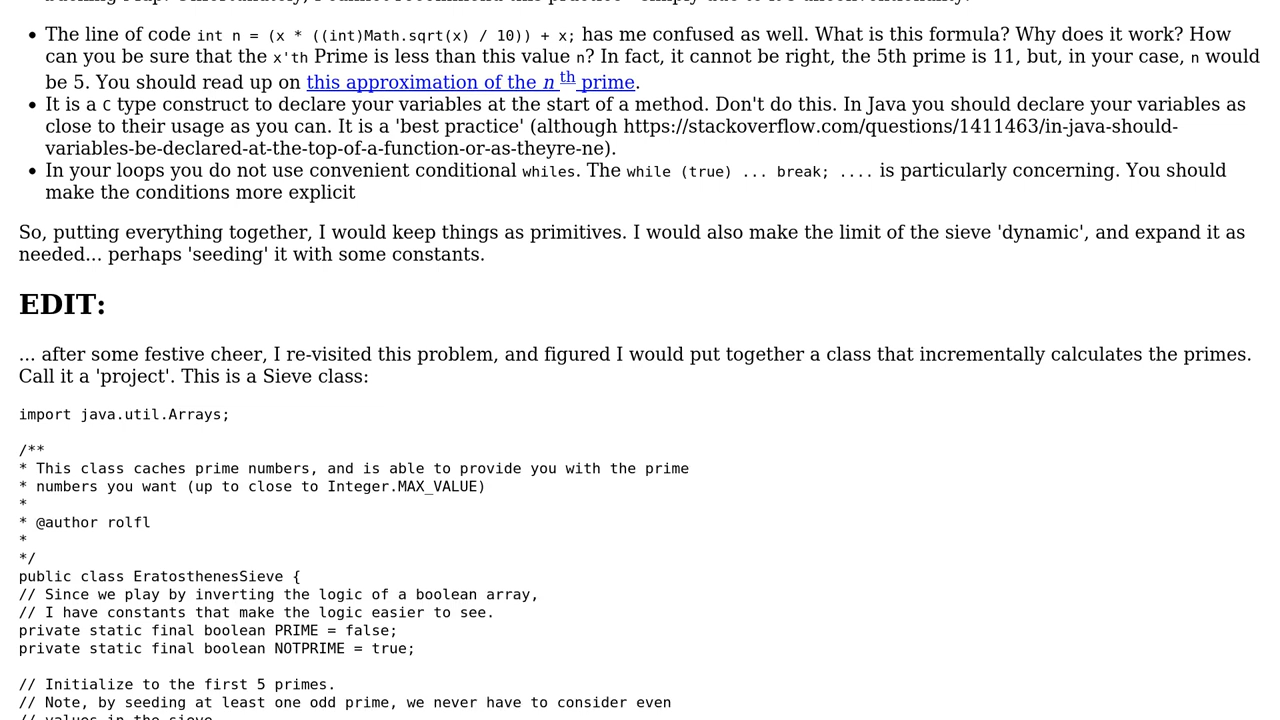 The line of code int n = (x * ((int)Math.sqrt(x) / 10)) + x; has me confused as well. What is this formula? Why does it work? How
can you be sure that the x'th Prime is less than this value n? In fact, it cannot be right, the 5th prime is 11, but, in your case, n would
be 5. You should read up on this approximation of the n th prime.
It is a C type construct to declare your variables at the start of a method. Don't do this. In Java you should declare your variables as
close to their usage as you can. It is a 'best practice' (although https://stackoverflow.com/questions/1411463/in-java-should-
variables-be-declared-at-the-top-of-a-function-or-as-theyre-ne).
In your loops you do not use convenient conditional whiles. The while (true) ... break; .... is particularly concerning. You should
make the conditions more explicit
So, putting everything together, I would keep things as primitives. I would also make the limit of the sieve 'dynamic', and expand it as
needed... perhaps 'seeding' it with some constants.
EDIT:
... after some festive cheer, I re-visited this problem, and figured I would put together a class that incrementally calculates the primes.
Call it a 'project'. This is a Sieve class:
import java.util.Arrays;
/**
* This class caches prime numbers, and is able to provide you with the prime
* numbers you want (up to close to Integer.MAX_VALUE)
*
* @author rolfl
*
*/
public class EratosthenesSieve {
// Since we play by inverting the logic of a boolean array,
// I have constants that make the logic easier to see.
private static final boolean PRIME = false;
private static final boolean NOTPRIME = true;
// Initialize to the first 5 primes.
// Note, by seeding at least one odd prime, we never have to consider even
// values in the sieve